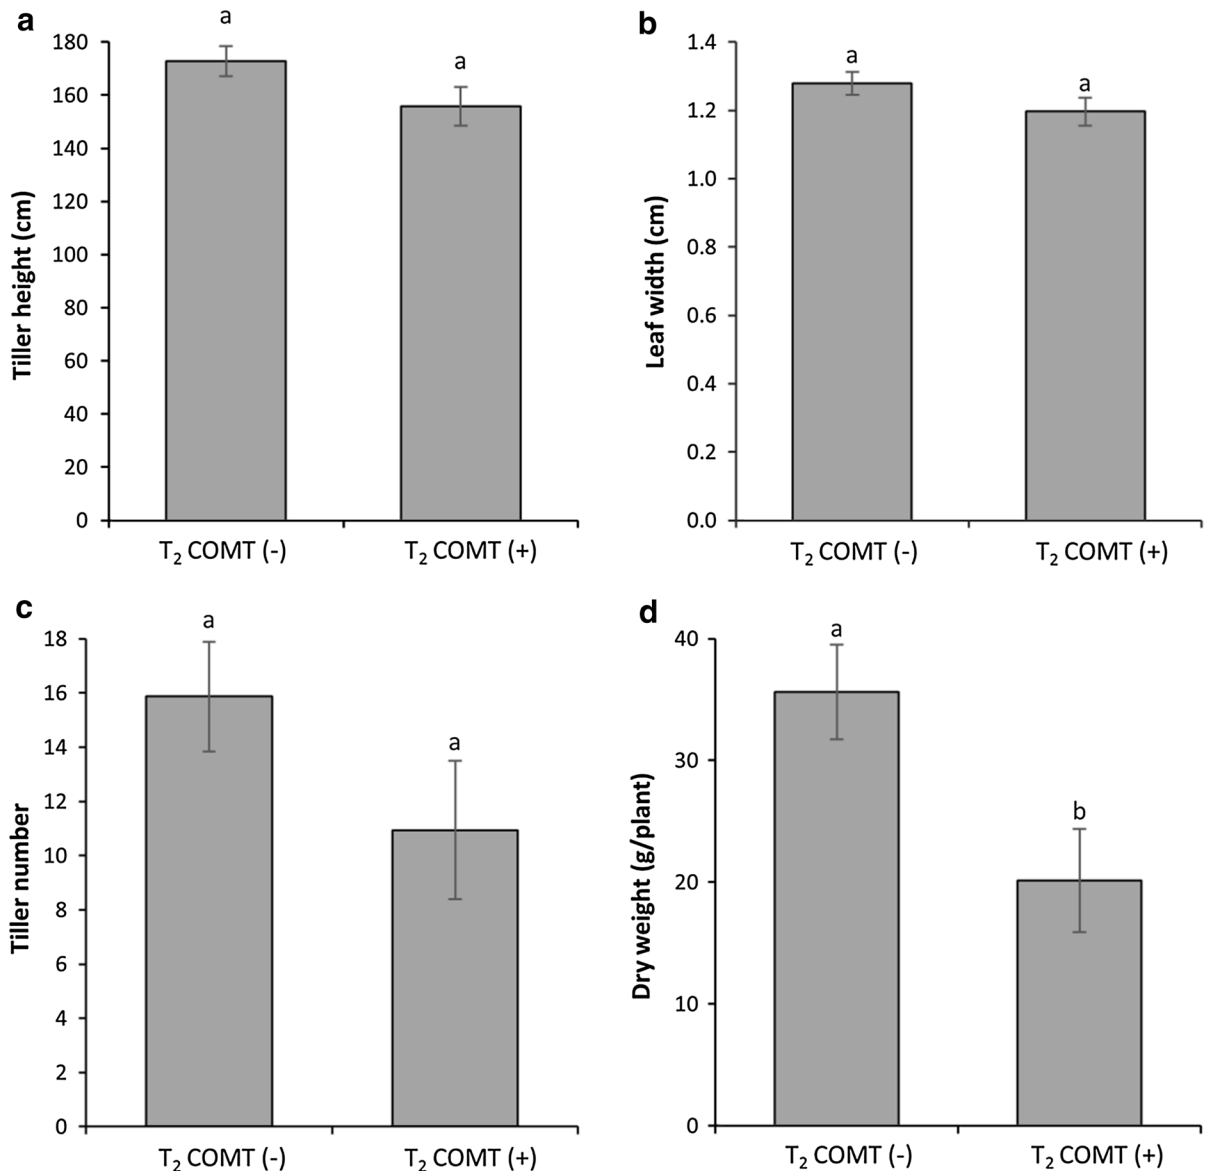 a
Tiller height (cm)
180
160
140
120
100
80
60
40
20
0
a
a
T₂ COMT (-)
T₂ COMT (+)
b
Leaf width (cm)
1.4
1.2
1.0
0.8
0.6
0.4
0.2
0.0
a
a
T₂ COMT (-)
T₂ COMT (+)
c
Tiller number
18
16
14
12
10
8
6
4
2
0
a
a
T₂ COMT (-)
T₂ COMT (+)
d
Dry weight (g/plant)
40
30
20
10
0
a
b
T₂ COMT (-)
T₂ COMT (+)